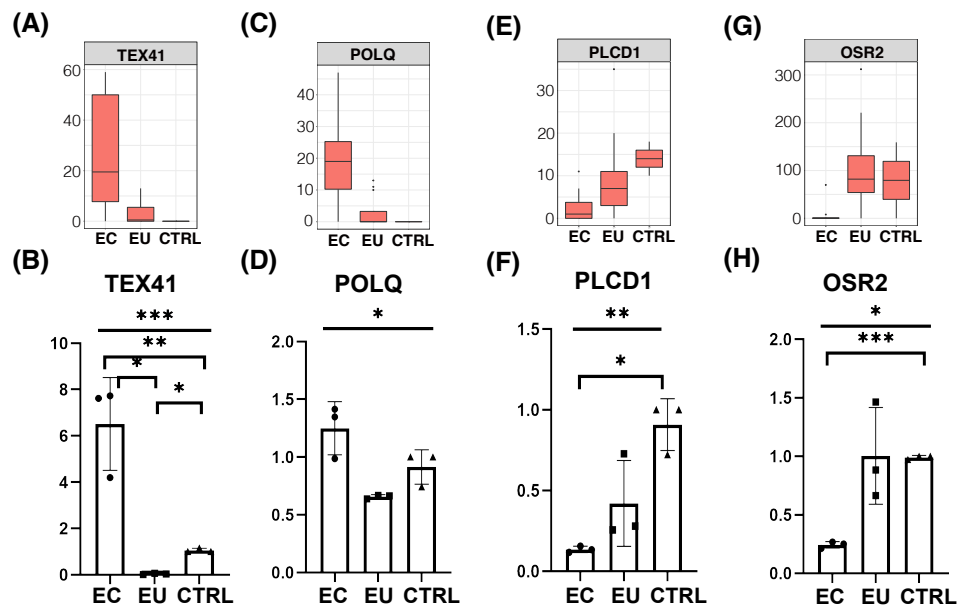 (A) (C) (E) (G)
TEX41
60
40
20
0
EC EU CTRL
POLQ
40
30
20
10
0
EC EU CTRL
PLCD1
30
20
10
0
EC EU CTRL
OSR2
300
200
100
0
EC EU CTRL
(B)
TEX41
***
**
*
*
10
8
6
4
2
0
EC EU CTRL
(D)
POLQ
*
2.0
1.5
1.0
0.5
0.0
EC EU CTRL
(F)
PLCD1
**
*
1.5
1.0
0.5
0.0
EC EU CTRL
(H)
OSR2
*
***
2.0
1.5
1.0
0.5
0.0
EC EU CTRL